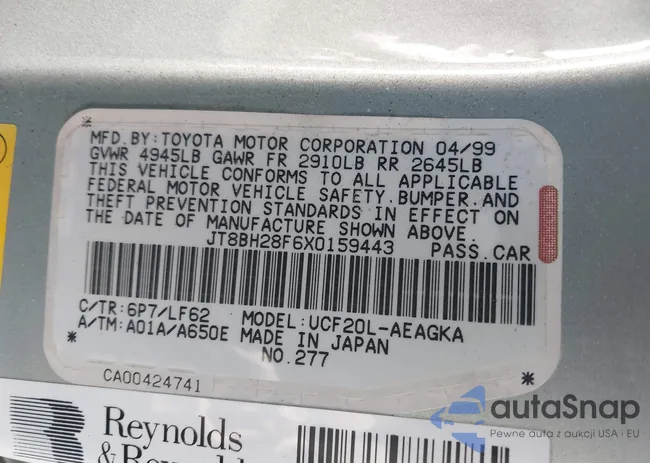 MFD. BY: TOYOTA MOTOR CORPORATION 04/99
GVWR 4945LB GAWR FR 2910LB RR 2645LB
THIS VEHICLE CONFORMS TO ALL APPLICABLE
FEDERAL MOTOR VEHICLE SAFETY, BUMPER, AND
THEFT PREVENTION STANDARDS IN EFFECT ON
THE DATE OF MANUFACTURE SHOWN ABOVE.
JT8BH28F6X0159443 PASS. CAR
C/TR: 6P7/LF62 MODEL: UCF20L-AEAGKA
A/TM: A01A/A650E MADE IN JAPAN
* NO.277 *
CA00424741
R Reynolds
& Reynolds
autaSnap
Pewne auta z aukcji USA i EU